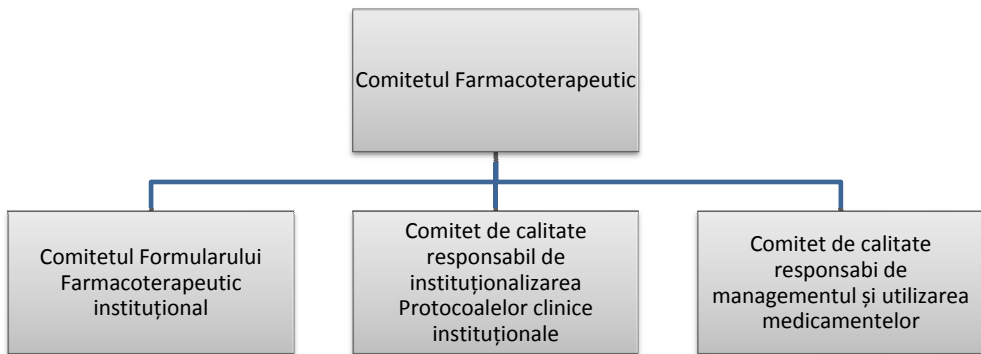 Comitetul Farmacoterapeutic
Comitetul Formularului
Farmacoterapeutic
instituțional
Comitet de calitate
responsabil de
instituționalizarea
Protocoalelor clinice
instituționale
Comitet de calitate
responsabi de
managementul și utilizarea
medicamentelor